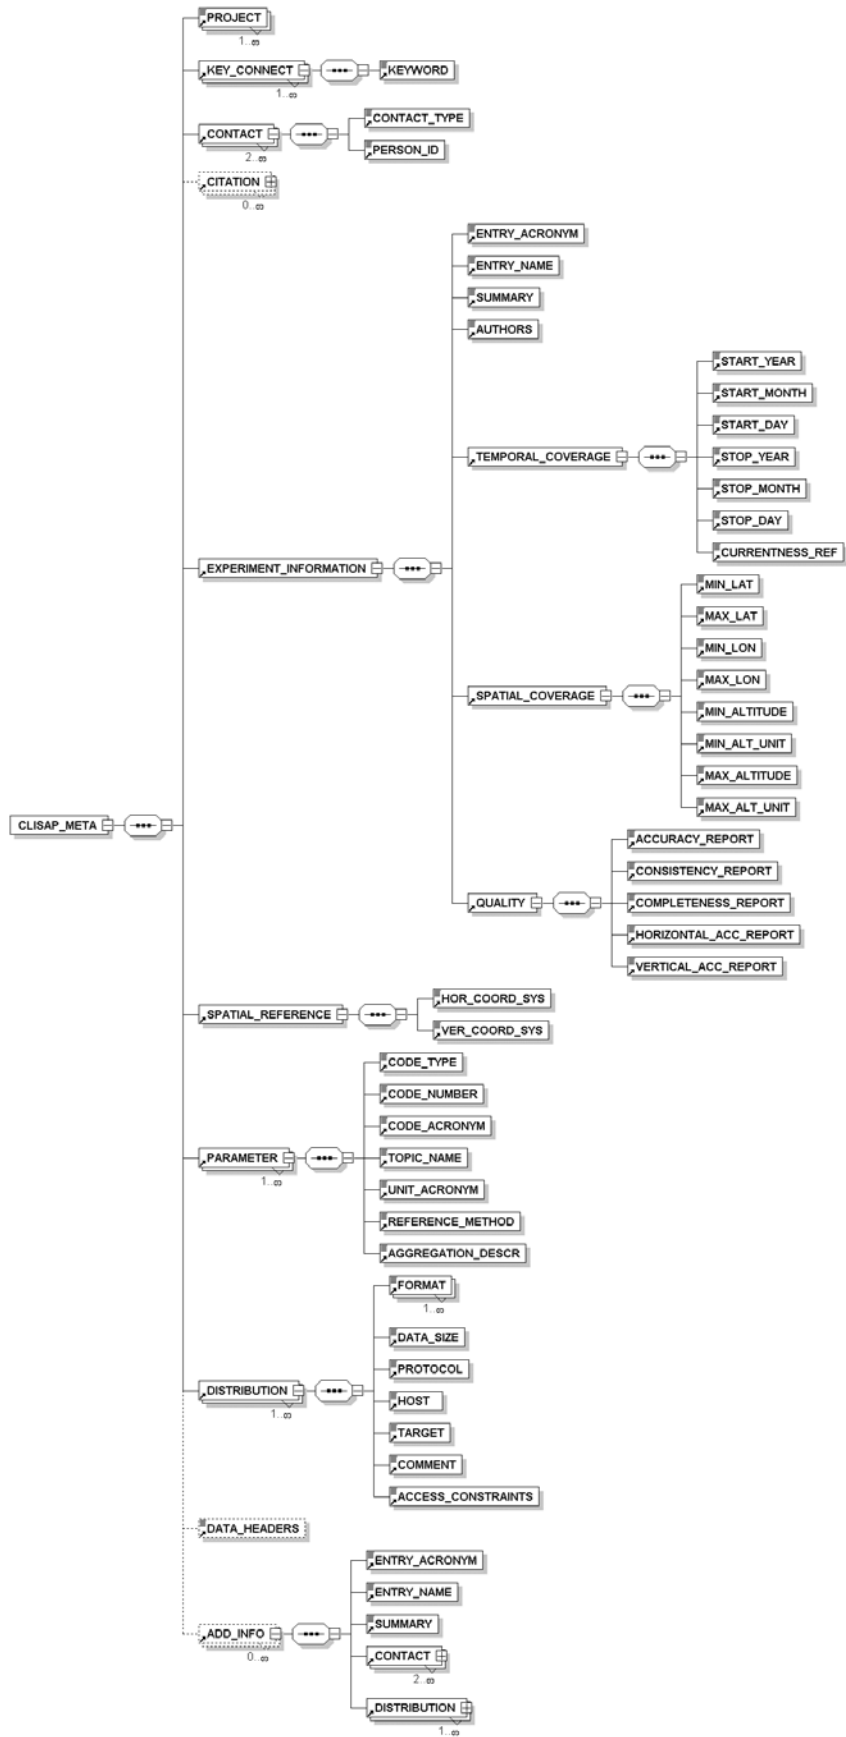 PROJECT
1..∞
KEY_CONNECT
KEYWORD
1..∞
CONTACT_TYPE
CONTACT
PERSON_ID
2..∞
CITATION
0..∞
ENTRY_ACRONYM
ENTRY_NAME
SUMMARY
AUTHORS
START_YEAR
START_MONTH
START_DAY
TEMPORAL_COVERAGE
STOP_YEAR
STOP_MONTH
STOP_DAY
CURRENTNESS_REF
EXPERIMENT_INFORMATION
MIN_LAT
MAX_LAT
MIN_LON
MAX_LON
SPATIAL_COVERAGE
MIN_ALTITUDE
MIN_ALT_UNIT
MAX_ALTITUDE
MAX_ALT_UNIT
CLISAP_META
ACCURACY_REPORT
CONSISTENCY_REPORT
QUALITY
COMPLETENESS_REPORT
HORIZONTAL_ACC_REPORT
VERTICAL_ACC_REPORT
HOR_COORD_SYS
SPATIAL_REFERENCE
VER_COORD_SYS
CODE_TYPE
CODE_NUMBER
CODE_ACRONYM
PARAMETER
TOPIC_NAME
1..∞
UNIT_ACRONYM
REFERENCE_METHOD
AGGREGATION_DESCR
FORMAT
1..∞
DATA_SIZE
PROTOCOL
DISTRIBUTION
1..∞
HOST
TARGET
COMMENT
ACCESS_CONSTRAINTS
DATA_HEADERS
ENTRY_ACRONYM
ENTRY_NAME
SUMMARY
ADD_INFO
0..∞
CONTACT
2..∞
DISTRIBUTION
1..∞